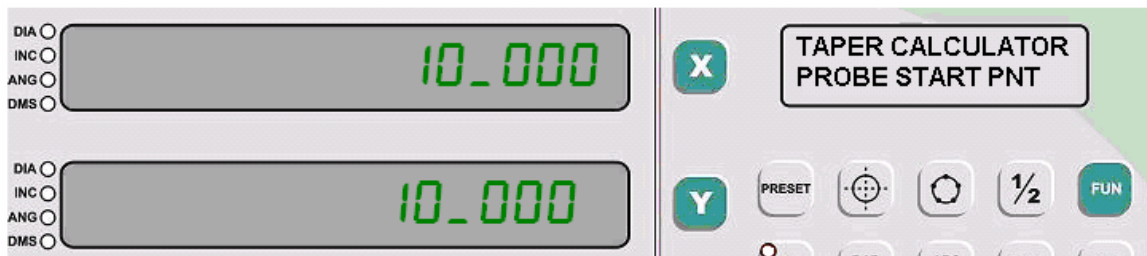 DIA
INC
ANG
DMS
10_000
X
TAPER CALCULATOR
PROBE START PNT
DIA
INC
ANG
DMS
10_000
Y
PRESET
1/2
FUN